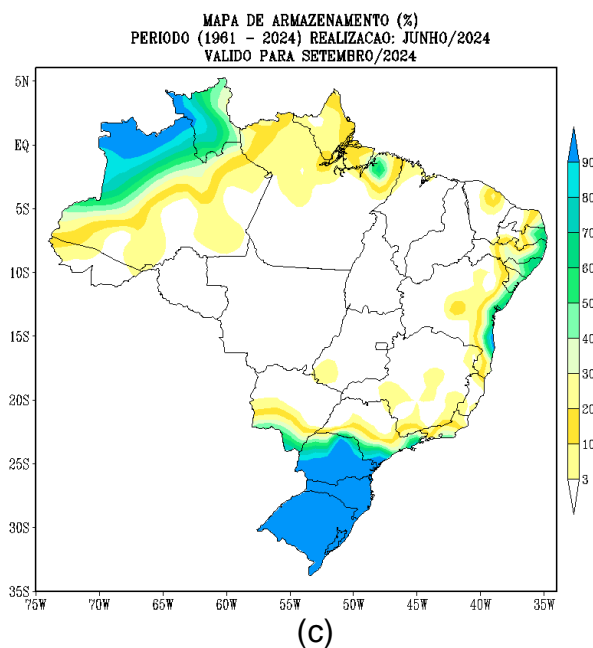 MAPA DE ARMAZENAMENTO (%)
PERIODO (1961 - 2024) REALIZACAO: JUNHO/2024
VALIDO PARA SETEMBRO/2024
5N
EQ
5S
10S
15S
20S
25S
30S
35S
75W 70W 65W 60W 55W 50W 45W 40W 35W
90
80
70
60
50
40
30
20
10
3
(c)